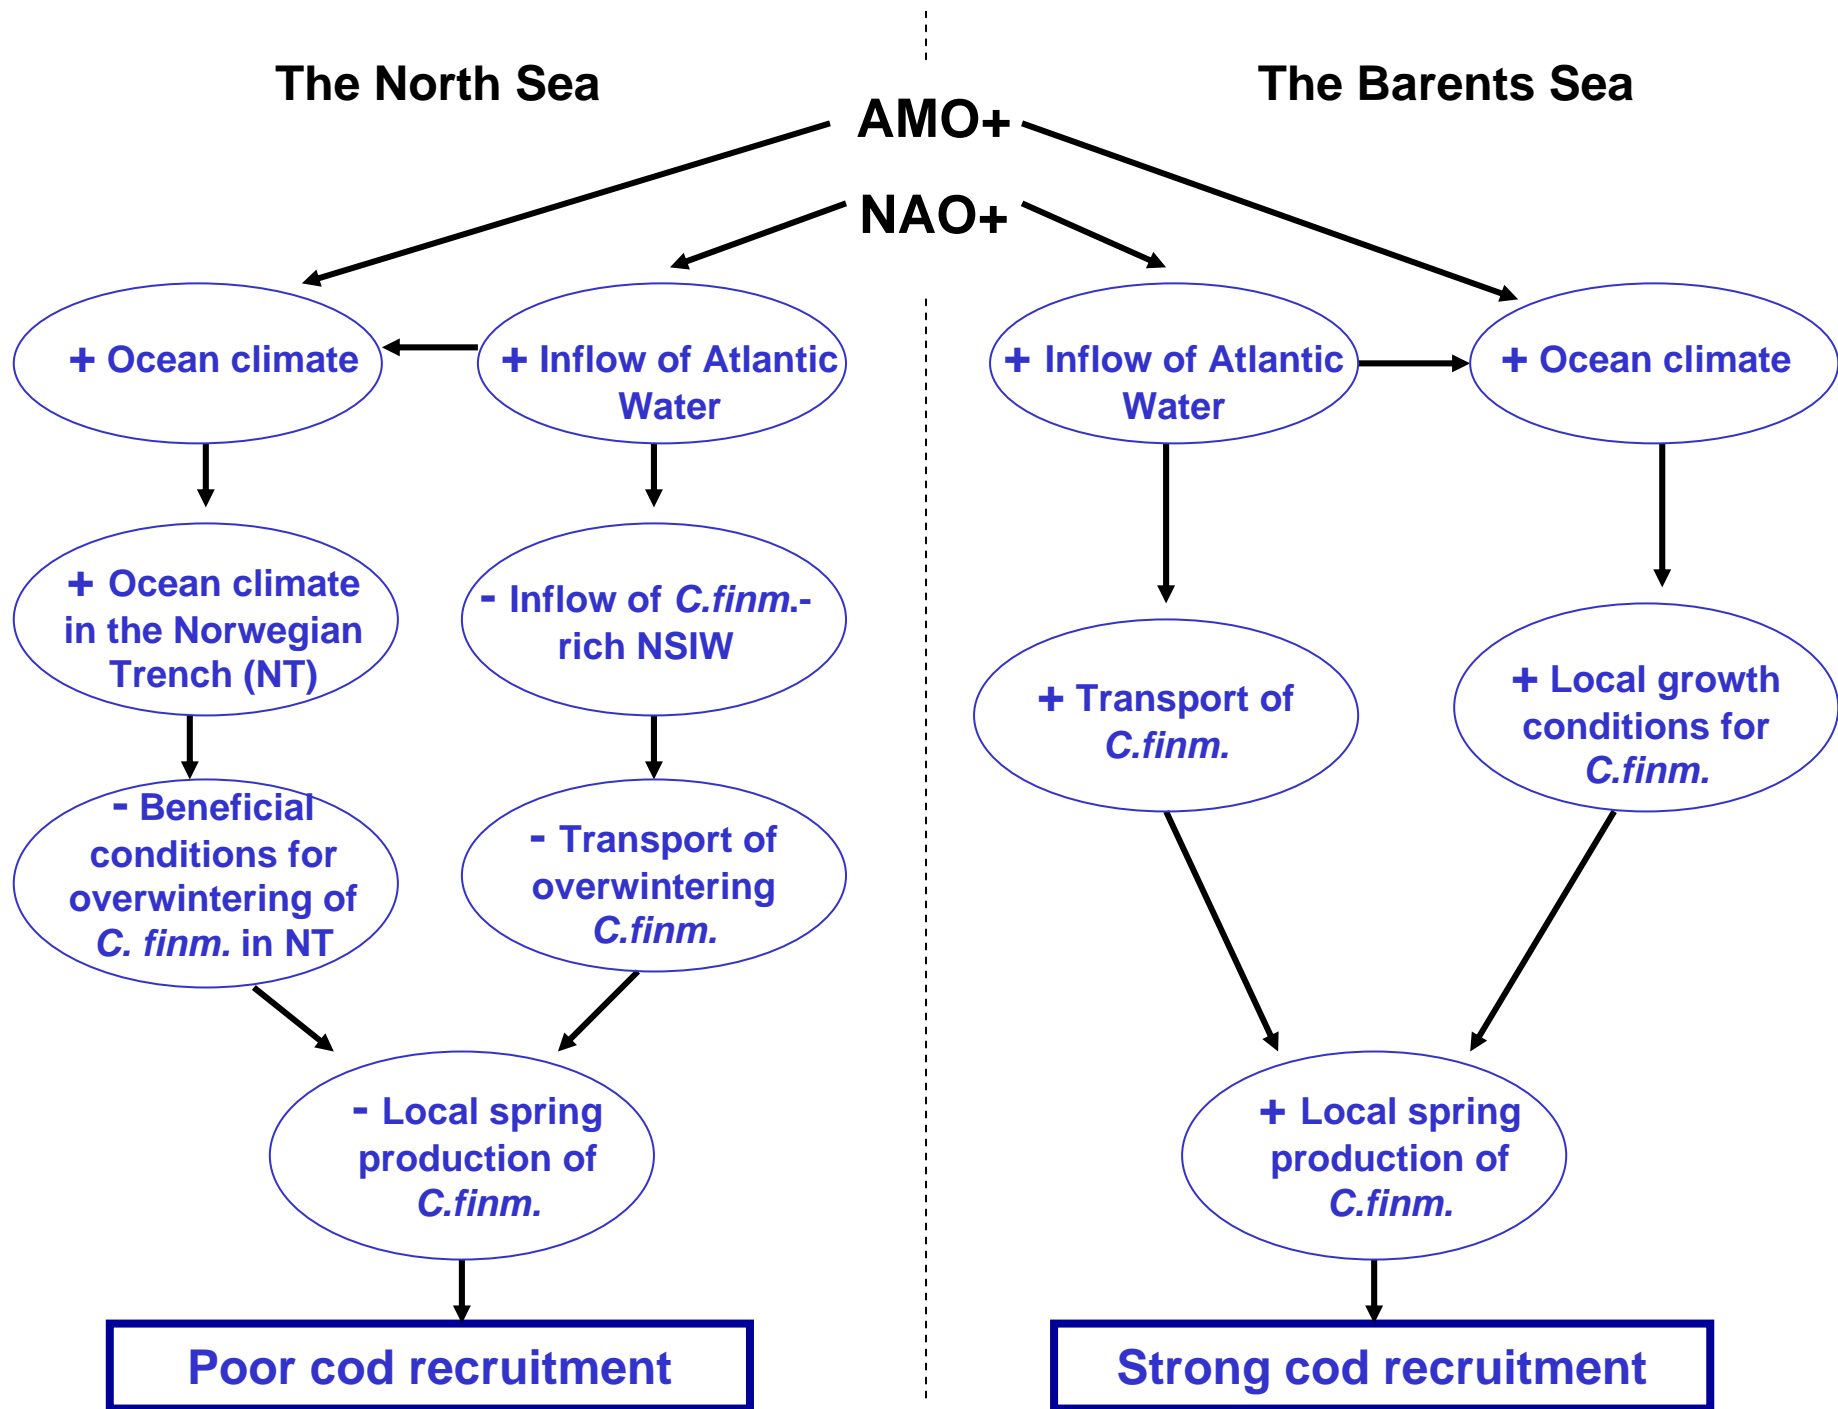 The North Sea
The Barents Sea
AMO+
NAO+
+ Ocean climate
+ Inflow of Atlantic
Water
+ Inflow of Atlantic
Water
+ Ocean climate
+ Ocean climate
in the Norwegian
Trench (NT)
- Inflow of C.finm.-
rich NSIW
+ Transport of
C.finm.
+ Local growth
conditions for
C.finm.
- Beneficial
conditions for
overwintering of
C. finm. in NT
- Transport of
overwintering
C.finm.
- Local spring
production of
C.finm.
+ Local spring
production of
C.finm.
Poor cod recruitment
Strong cod recruitment